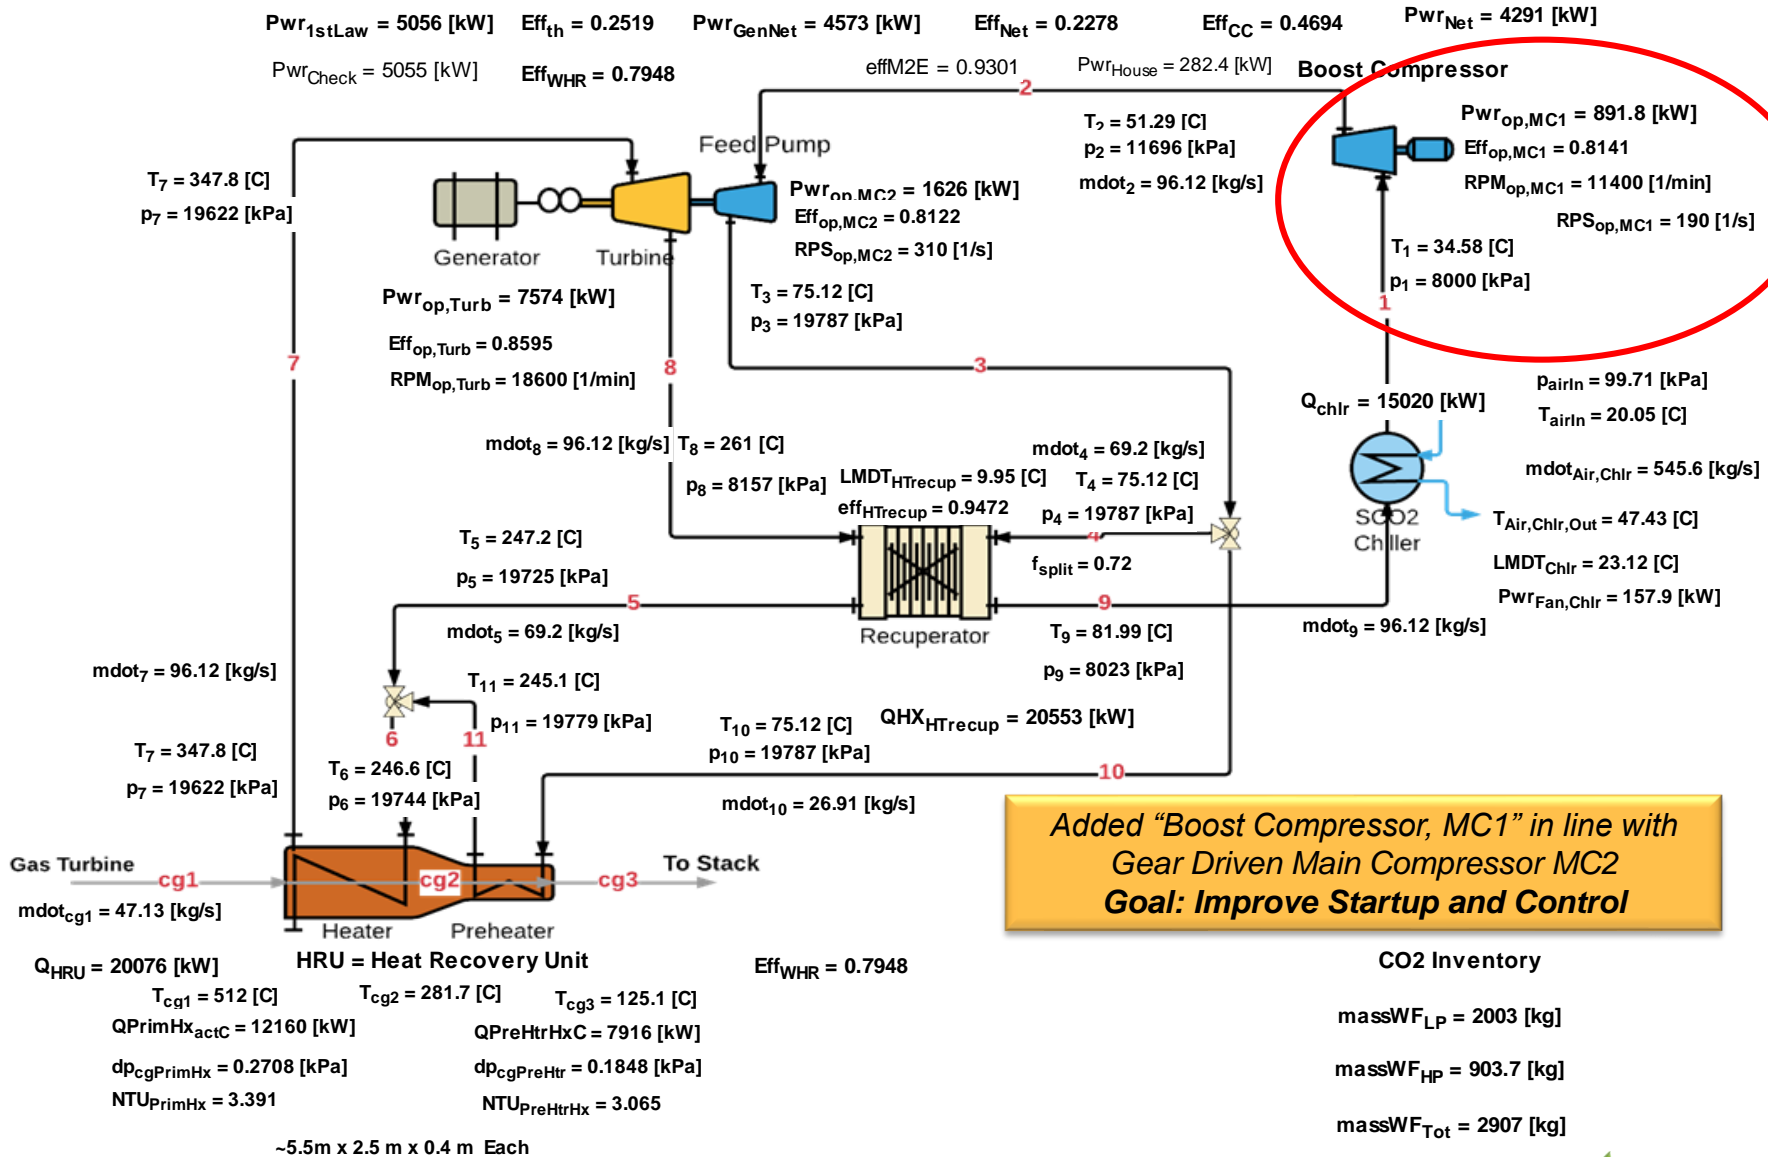 Pwr1stLaw = 5056 [kW] Effth = 0.2519 PwrGenNet = 4573 [kW] EffNet = 0.2278 EffCC = 0.4694 PwrNet = 4291 [kW]
PwrCheck = 5055 [kW] EffWHR = 0.7948 effM2E = 0.9301 PwrHouse = 282.4 [kW] Boost Compressor
2
Pwrop,MC1 = 891.8 [kW]
Effop,MC1 = 0.8141
RPMop,MC1 = 11400 [1/min]
RPSop,MC1 = 190 [1/s]
T2 = 51.29 [C]
p2 = 11696 [kPa]
mdot2 = 96.12 [kg/s]
Feed Pump
T7 = 347.8 [C]
p7 = 19622 [kPa]
Pwrop,MC2 = 1626 [kW]
Effop,MC2 = 0.8122
RPSop,MC2 = 310 [1/s]
Generator Turbine
T1 = 34.58 [C]
p1 = 8000 [kPa]
1
Pwrop,Turb = 7574 [kW]
Effop,Turb = 0.8595
RPMop,Turb = 18600 [1/min]
T3 = 75.12 [C]
p3 = 19787 [kPa]
7
8
3
pairIn = 99.71 [kPa]
TairIn = 20.05 [C]
Qchlr = 15020 [kW]
mdotAir,Chlr = 545.6 [kg/s]
SCO2
Chiller
TAir,Chlr,Out = 47.43 [C]
LMDTChlr = 23.12 [C]
PwrFan,Chlr = 157.9 [kW]
mdot8 = 96.12 [kg/s] T8 = 261 [C]
p8 = 8157 [kPa]
LMDTHTrecup = 9.95 [C]
effHTrecup = 0.9472
mdot4 = 69.2 [kg/s]
T4 = 75.12 [C]
p4 = 19787 [kPa]
4
fsplit = 0.72
T5 = 247.2 [C]
p5 = 19725 [kPa]
5
mdot5 = 69.2 [kg/s]
Recuperator
9
T9 = 81.99 [C]
p9 = 8023 [kPa]
mdot9 = 96.12 [kg/s]
mdot7 = 96.12 [kg/s]
T11 = 245.1 [C]
p11 = 19779 [kPa]
6
11
QHXHTrecup = 20553 [kW]
T10 = 75.12 [C]
p10 = 19787 [kPa]
10
mdot10 = 26.91 [kg/s]
T7 = 347.8 [C]
p7 = 19622 [kPa]
T6 = 246.6 [C]
p6 = 19744 [kPa]
Added “Boost Compressor, MC1” in line with
Gear Driven Main Compressor MC2
Goal: Improve Startup and Control
Gas Turbine
cg1
cg2
cg3
To Stack
mdotcg1 = 47.13 [kg/s]
Heater Preheater
QHRU = 20076 [kW]
HRU = Heat Recovery Unit
EffWHR = 0.7948
Tcg1 = 512 [C]
Tcg2 = 281.7 [C]
Tcg3 = 125.1 [C]
QPrimHxactC = 12160 [kW]
QPreHtrHxC = 7916 [kW]
dpcgPrimHx = 0.2708 [kPa]
dpcgPreHtr = 0.1848 [kPa]
NTUPrimHx = 3.391
NTUPreHtrHx = 3.065
~5.5m x 2.5 m x 0.4 m Each
CO2 Inventory
massWFLP = 2003 [kg]
massWFHP = 903.7 [kg]
massWFTot = 2907 [kg]